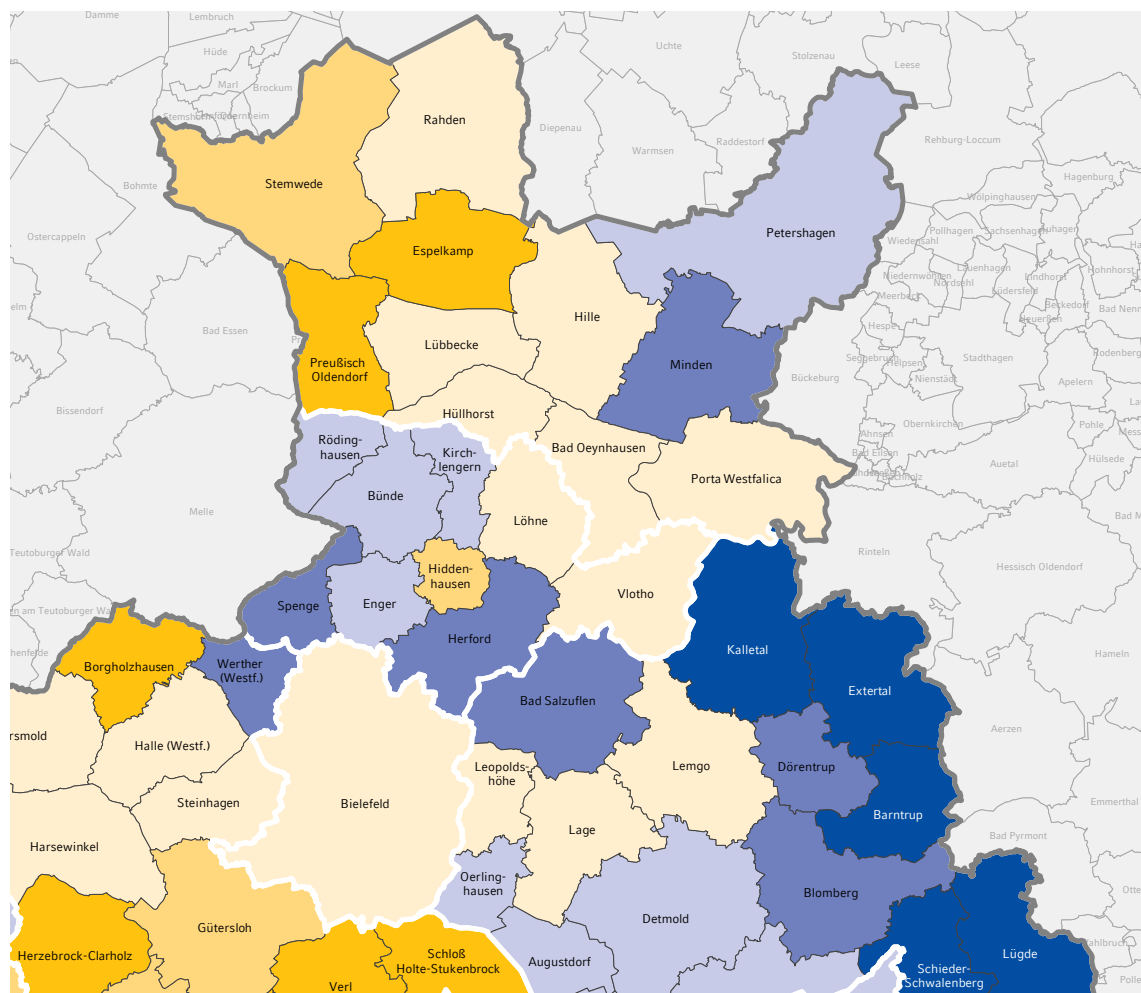 Damme
Lembruch
Hüde
Marl
Brockum
Uchte
Stolzenau
Leese
Rahden
Diepenau
Warmsen
Raddestorf
Rehburg-Loccum
Hagenburg
Wölpinghausen
Stemwede
Bohmte
Ostercappeln
Espelkamp
Petershagen
Pollhagen
Sachsenhagen
Wiedensahl
Niedernwöhren
Lauenhagen
Nordsehl
Lindhorst
Lüdersfeld
Meerbeck
Beckedorf
Heuerßen
Bad Essen
Hille
Lübbecke
Preußisch
Oldendorf
Minden
Bückeburg
Seggebruch
Helpsen
Nienstädt
Stadthagen
Rodenberg
Apelern
Bissendorf
Hüllhorst
Bad Oeynhausen
Röding-
hausen
Kirch-
lengern
Bünde
Porta Westfalica
Obernkirchen
Ahnsen
Bad Eilsen
Buchholz
Auetal
Pohle
Hülsede
Melle
Löhne
Rinteln
Hessisch Oldendorf
Teutoburger Wald
Hidden-
hausen
Spenge
Enger
Vlotho
Herford
Kalletal
Hameln
Borgholzhausen
Werther
(Westf.)
Bad Salzuflen
Extertal
Aerzen
rsmold
Halle (Westf.)
Leopolds-
höhe
Lemgo
Dörentrup
Steinhagen
Bielefeld
Lage
Barntrup
Emmerthal
Bad Pyrmont
Harsewinkel
Oerling-
hausen
Blomberg
Detmold
Gütersloh
Herzebrock-Clarholz
Schloß
Holte-Stukenbrock
Verl
Augustdorf
Schieder-
Schwalenberg
Lügde